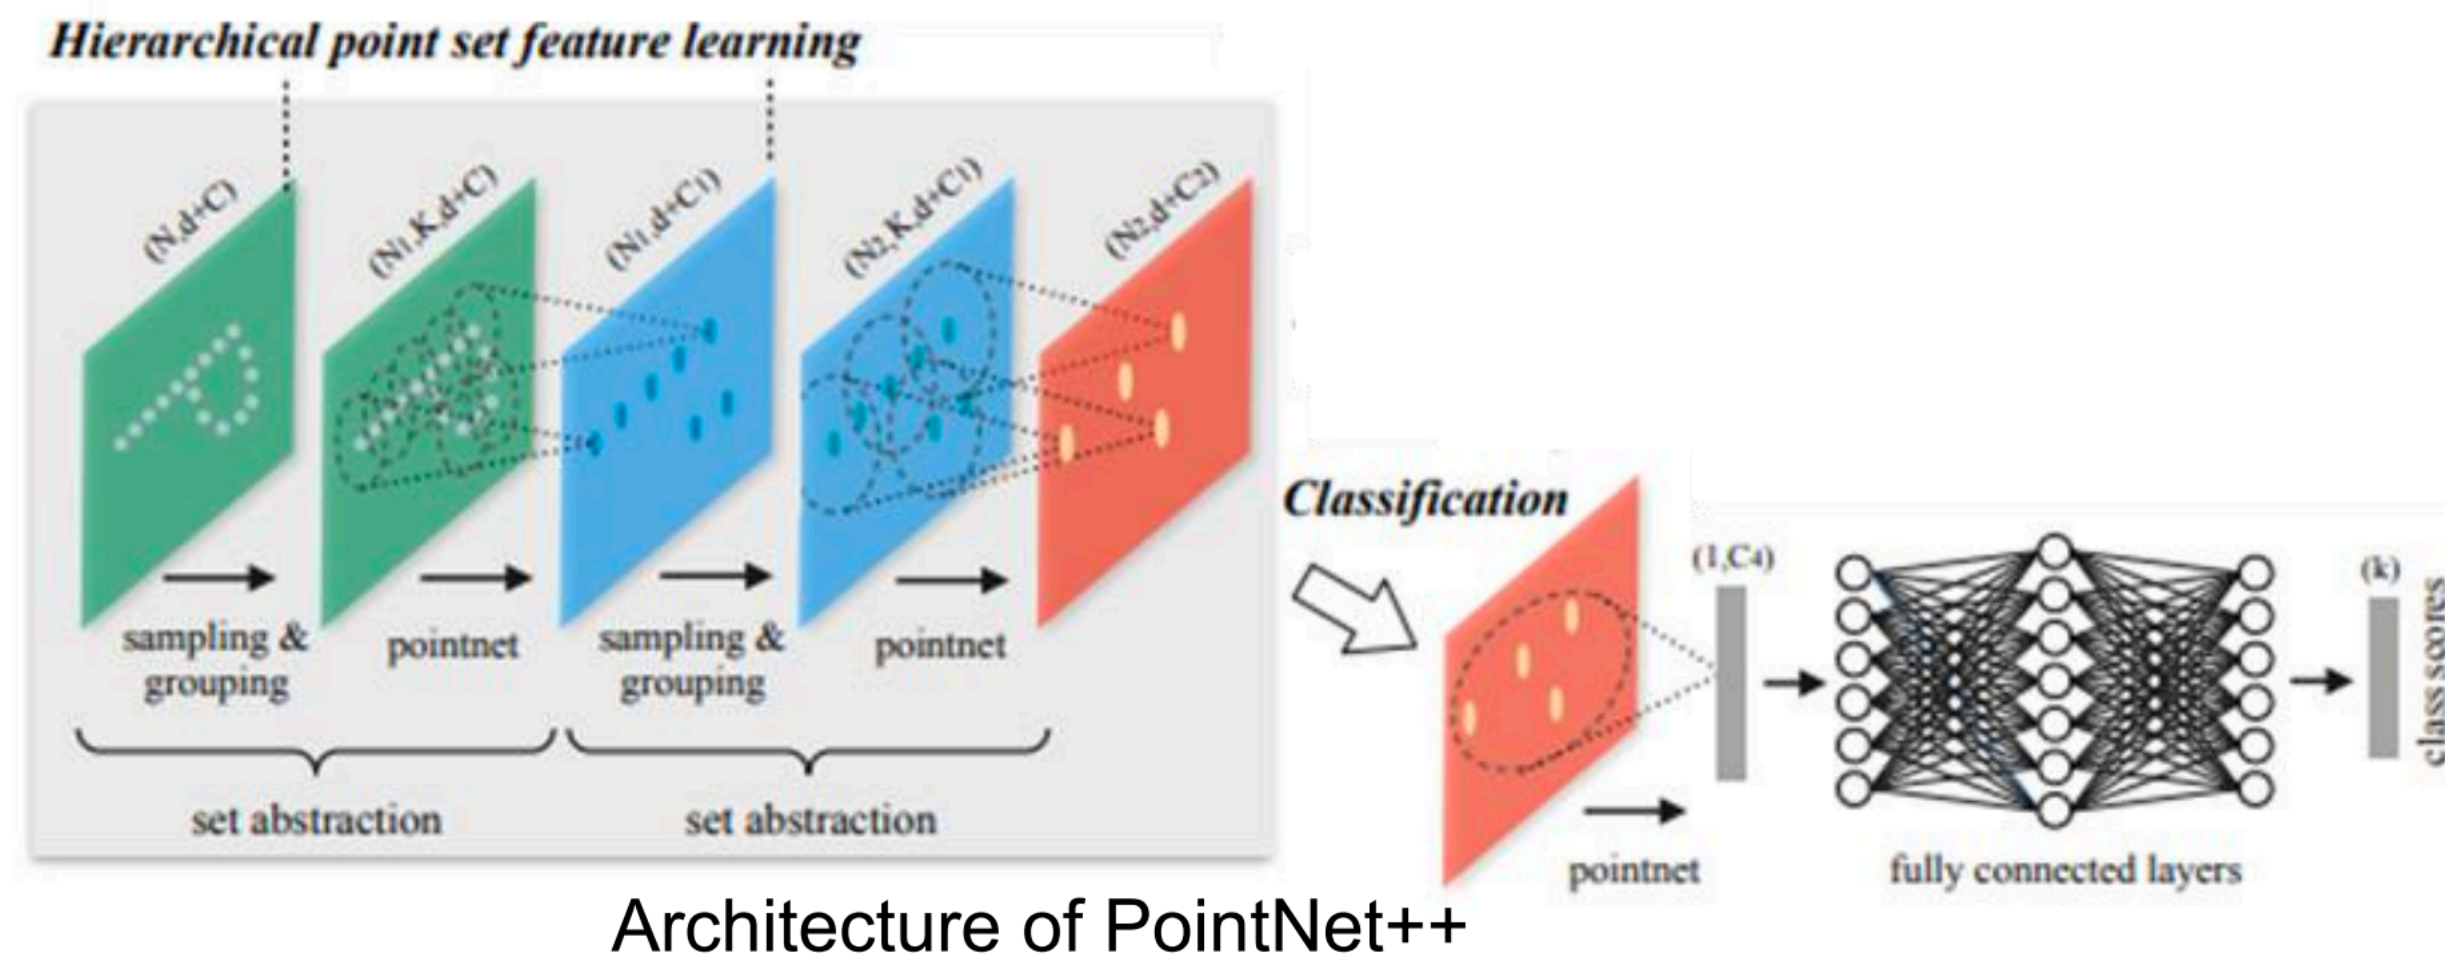 Hierarchical point set feature learning
(N,d+C)
(N1,K,d+C)
(N1,d+C1)
(N2,K,d+C1)
(N2,d+C2)
sampling &
grouping
pointnet
sampling &
grouping
pointnet
set abstraction
set abstraction
Classification
pointnet
(1,C4)
fully connected layers
(k)
class scores
Architecture of PointNet++